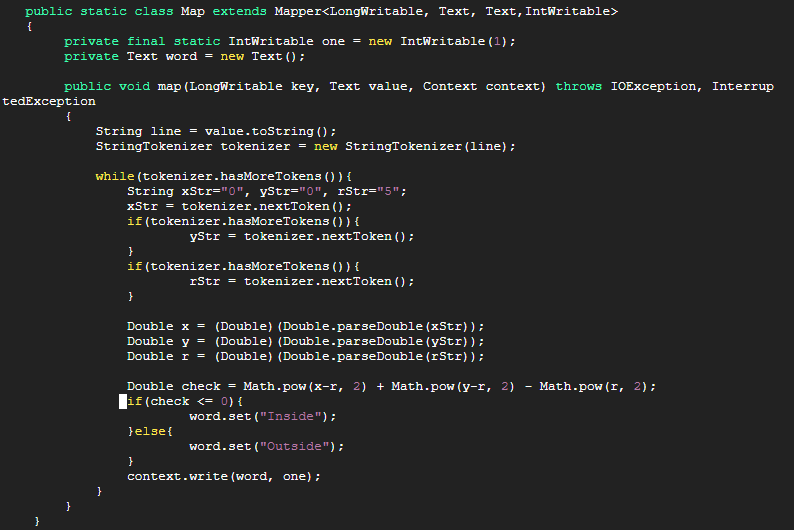 public static class Map extends Mapper<LongWritable, Text, Text,IntWritable>
{
private final static IntWritable one = new IntWritable(1);
private Text word = new Text();
public void map(LongWritable key, Text value, Context context) throws IOException, Interrup
tedException
{
String line = value.toString();
StringTokenizer tokenizer = new StringTokenizer(line);
while(tokenizer.hasMoreTokens()){
String xStr="0", yStr="0", rStr="5";
xStr = tokenizer.nextToken();
if(tokenizer.hasMoreTokens()){
yStr = tokenizer.nextToken();
}
if(tokenizer.hasMoreTokens()){
rStr = tokenizer.nextToken();
}
Double x = (Double)(Double.parseDouble(xStr));
Double y = (Double)(Double.parseDouble(yStr));
Double r = (Double)(Double.parseDouble(rStr));
Double check = Math.pow(x-r, 2) + Math.pow(y-r, 2) - Math.pow(r, 2);
if(check <= 0){
word.set("Inside");
}else{
word.set("Outside");
}
context.write(word, one);
}
}
}